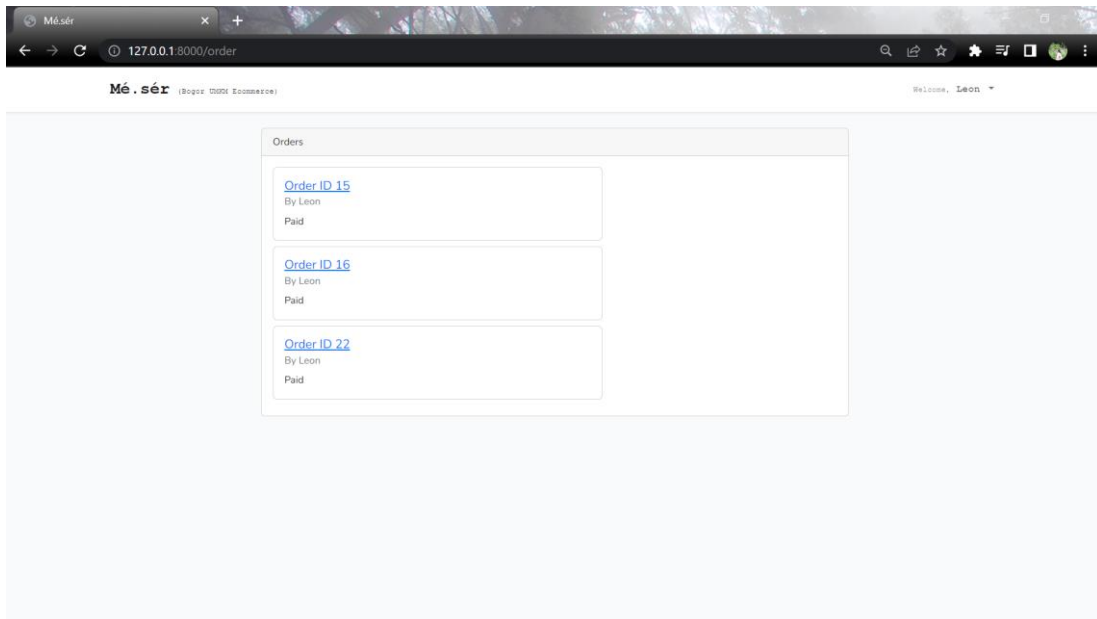 Mé.sér
127.0.0.1:8000/order
Mé.sér (Bogor UMKM Ecommerce)
Welcome, Leon
Orders
Order ID 15
By Leon
Paid
Order ID 16
By Leon
Paid
Order ID 22
By Leon
Paid